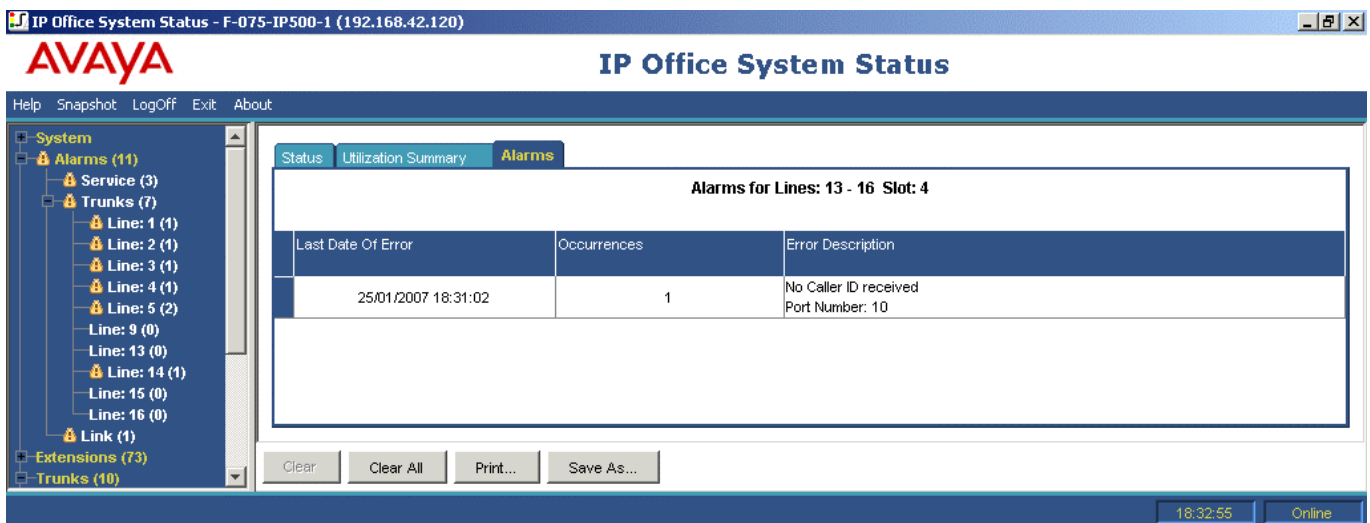 IP Office System Status - F-075-IP500-1 (192.168.42.120)
AVAYA
IP Office System Status
Help Snapshot LogOff Exit About
System
Alarms (11)
Service (3)
Trunks (7)
Line: 1 (1)
Line: 2 (1)
Line: 3 (1)
Line: 4 (1)
Line: 5 (2)
Line: 9 (0)
Line: 13 (0)
Line: 14 (1)
Line: 15 (0)
Line: 16 (0)
Link (1)
Extensions (73)
Trunks (10)
Status Utilization Summary Alarms
Alarms for Lines: 13 - 16 Slot: 4
Last Date Of Error Occurrences Error Description
25/01/2007 18:31:02 1 No Caller ID received
Port Number: 10
Clear Clear All Print... Save As...
18:32:55 Online